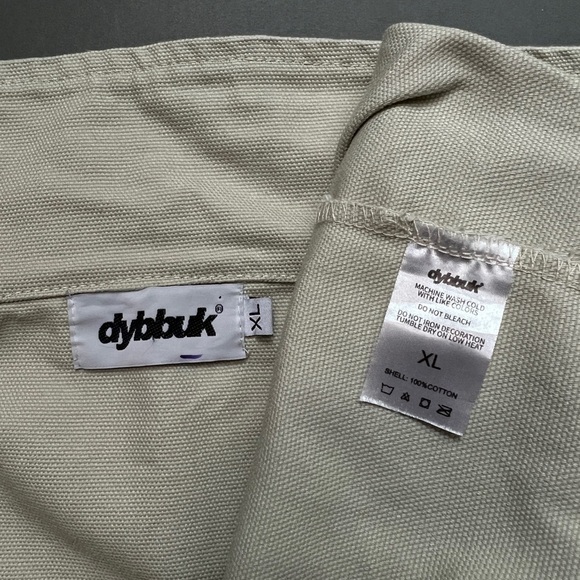 dybbuk®
XL
dybbuk
MACHINE WASH COLD
WITH LIKE COLORS
DO NOT BLEACH
DO NOT IRON DECORATION
TUMBLE DRY ON LOW HEAT
XL
SHELL: 100%COTTON